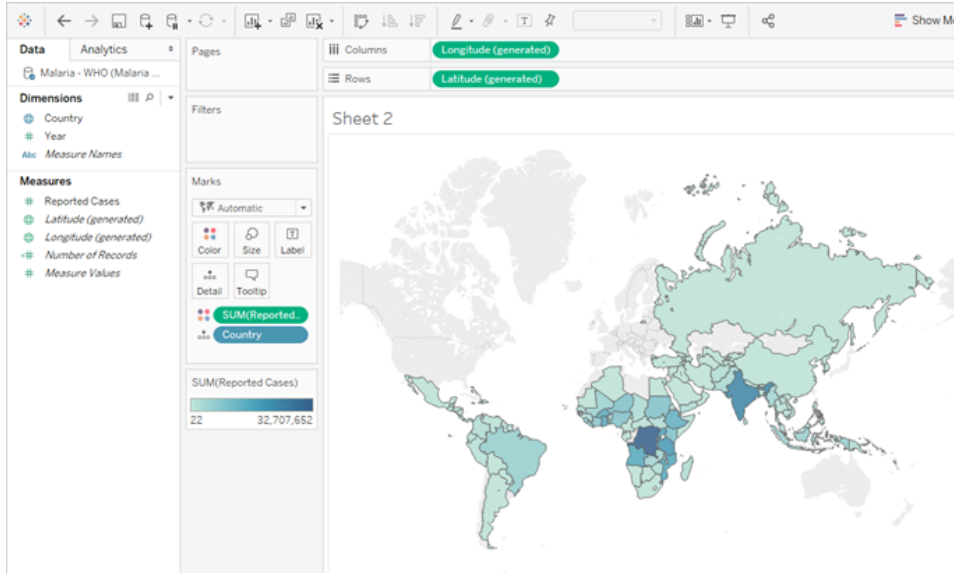 Show Me
Data
Analytics
Malaria - WHO (Malaria ...
Dimensions
Country
Year
Abc Measure Names
Measures
Reported Cases
Latitude (generated)
Longitude (generated)
Number of Records
Measure Values
Pages
Filters
Marks
Automatic
Color
Size
Label
Detail
Tooltip
SUM(Reported..
Country
SUM(Reported Cases)
22
32,707,652
Columns
Longitude (generated)
Rows
Latitude (generated)
Sheet 2